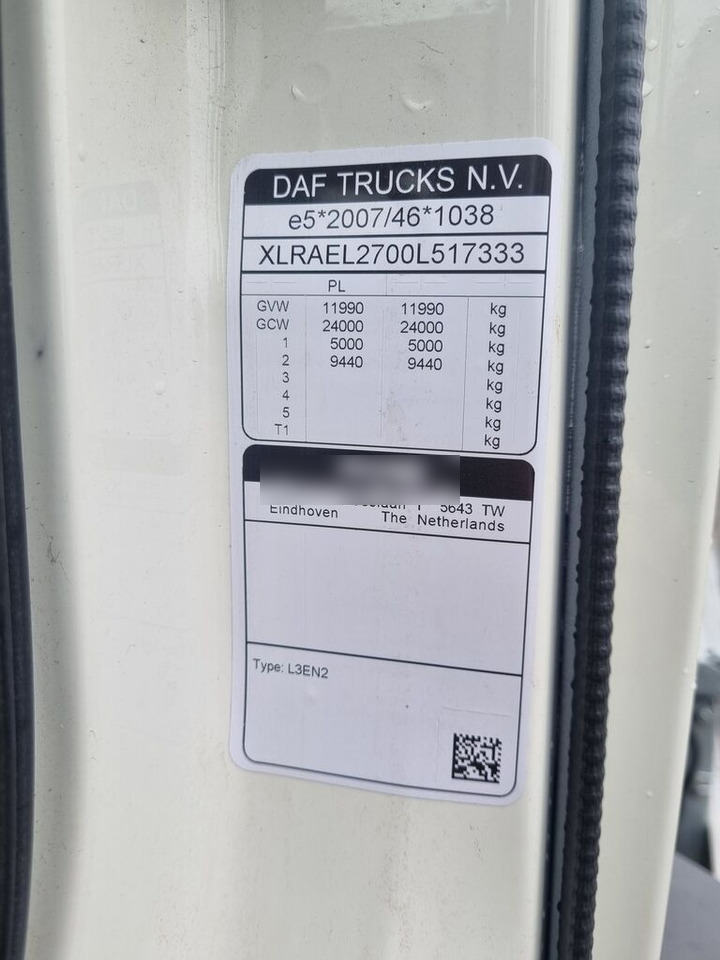 DAF TRUCKS N.V.
e5*2007/46*1038
XLRAEL2700L517333
PL
GVW 11990 11990 kg
GCW 24000 24000 kg
1 5000 5000 kg
2 9440 9440 kg
3 kg
4 kg
5 kg
T1 kg
5643 TW
Eindhoven The Netherlands
Type: L3EN2